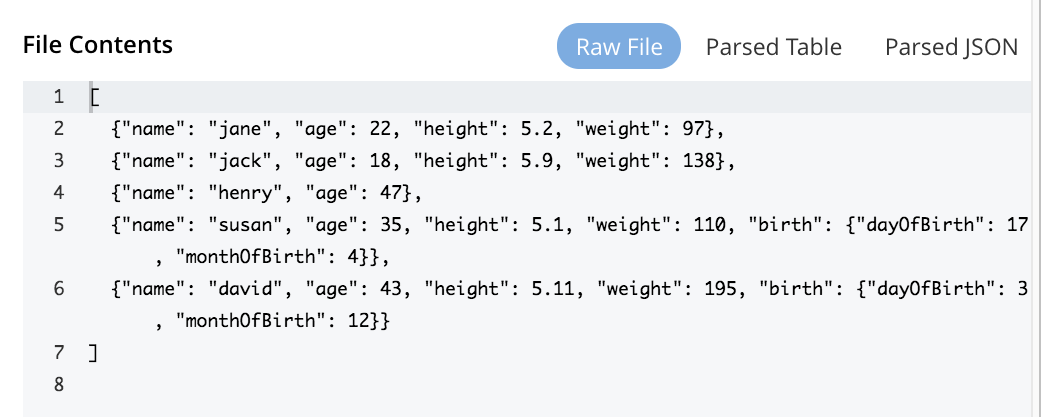 File Contents
Raw File Parsed Table Parsed JSON
1 [
2 {"name": "jane", "age": 22, "height": 5.2, "weight": 97},
3 {"name": "jack", "age": 18, "height": 5.9, "weight": 138},
4 {"name": "henry", "age": 47},
5 {"name": "susan", "age": 35, "height": 5.1, "weight": 110, "birth": {"dayOfBirth": 17
, "monthOfBirth": 4}},
6 {"name": "david", "age": 43, "height": 5.11, "weight": 195, "birth": {"dayOfBirth": 3
, "monthOfBirth": 12}}
7 ]
8